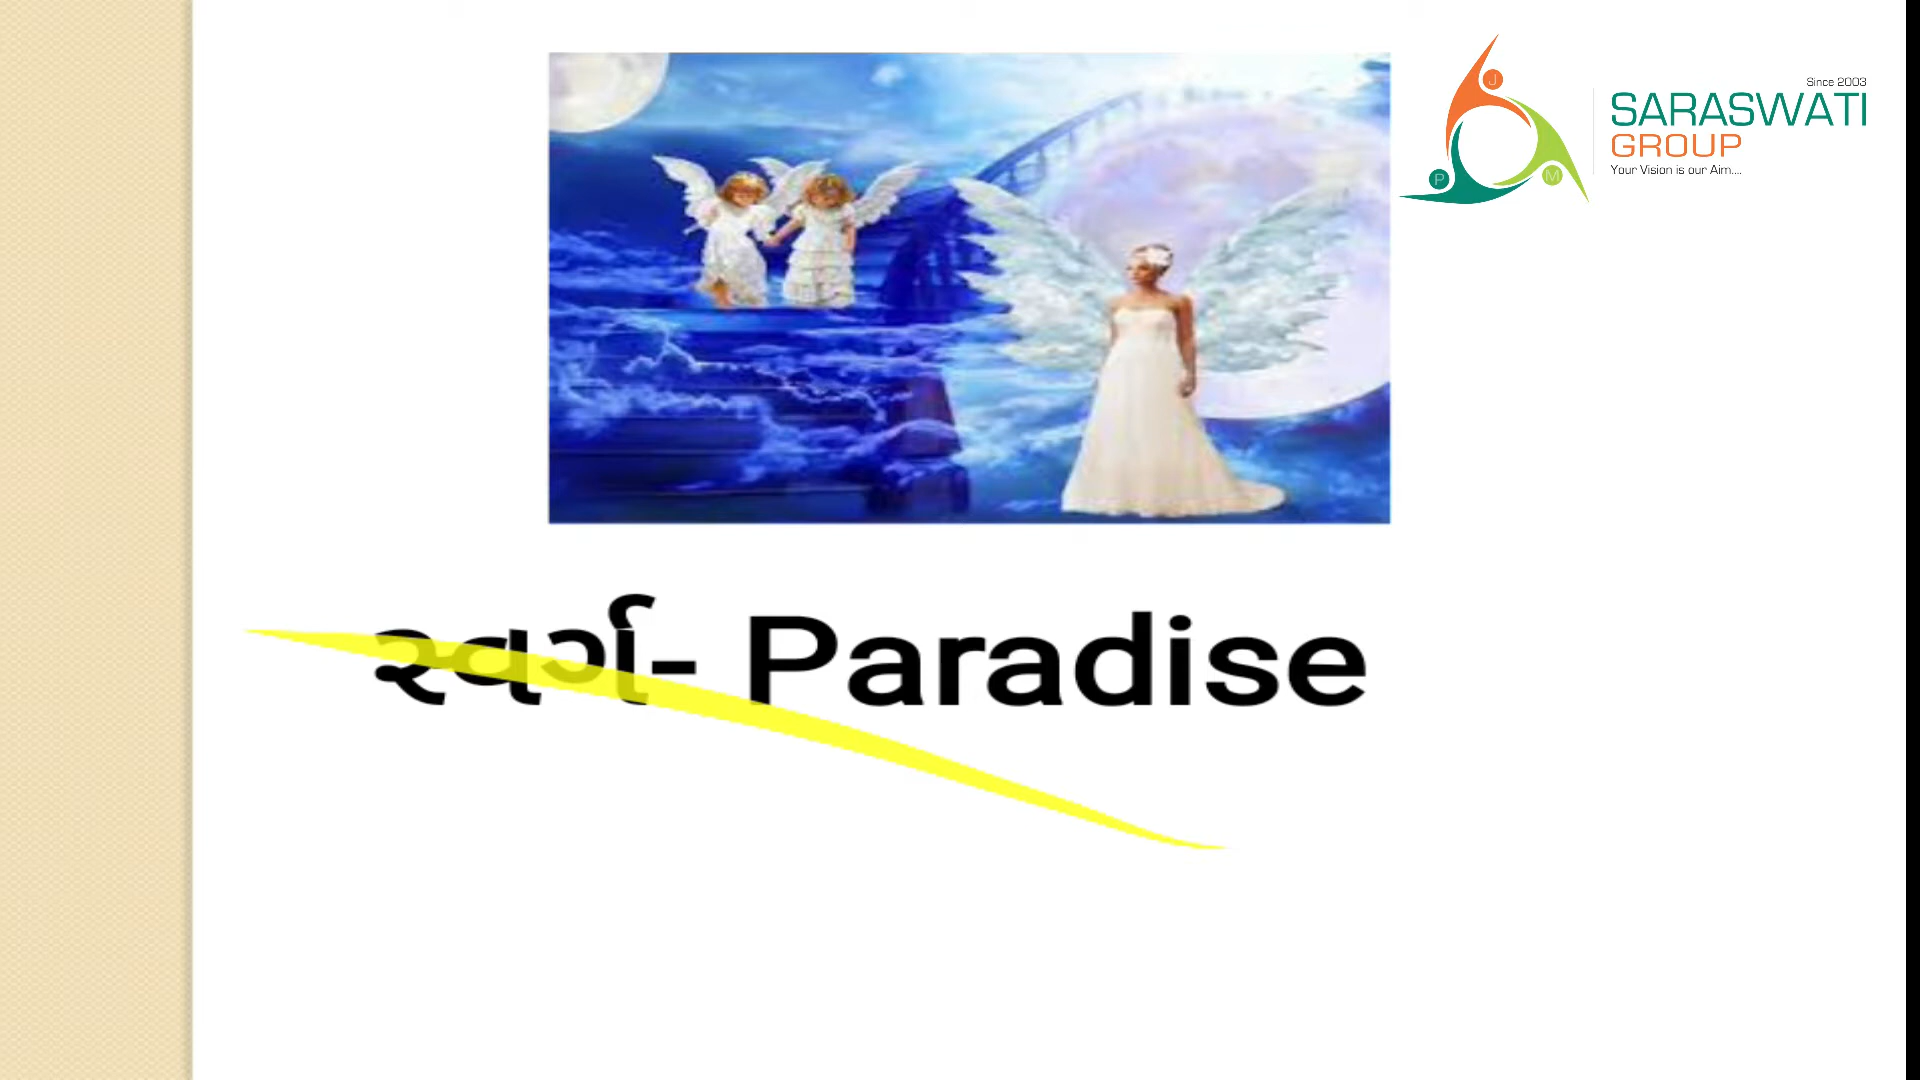 Since 2003
SARASWATI
GROUP
Your Vision is our Aim....
J
P
M
સ્વર્ગ- Paradise